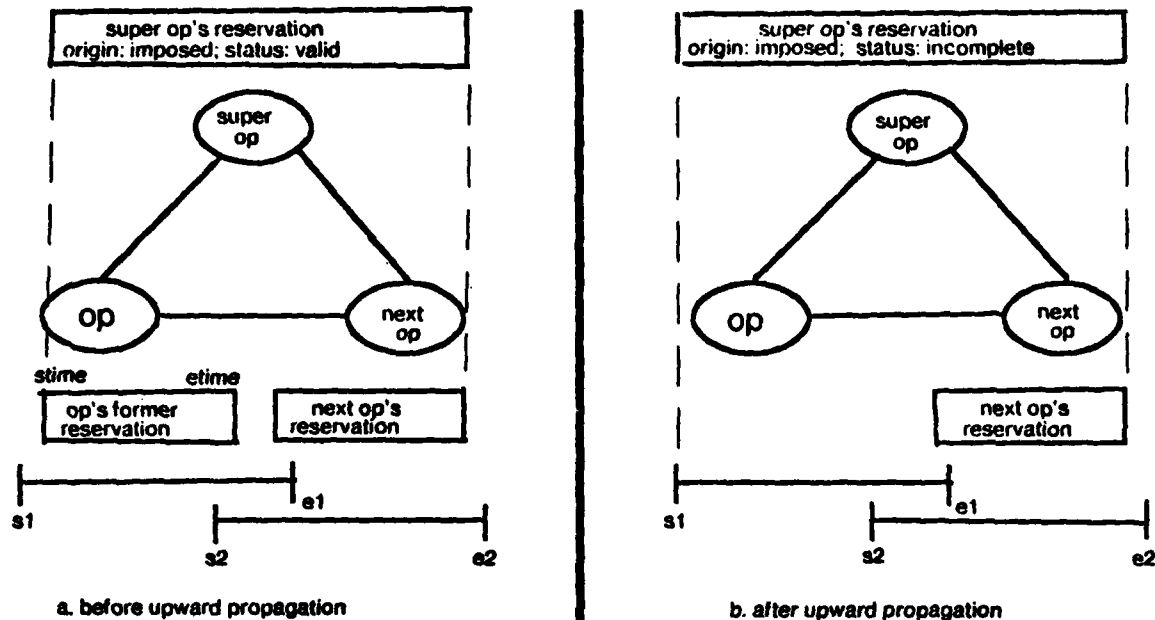 super op's reservation
origin: imposed; status: valid
super
op
op
next
op
stime
etime
op's former
reservation
next op's
reservation
s1
e1
s2
e2
a. before upward propagation
super op's reservation
origin: imposed; status: incomplete
super
op
op
next
op
next op's
reservation
s1
e1
s2
e2
b. after upward propagation